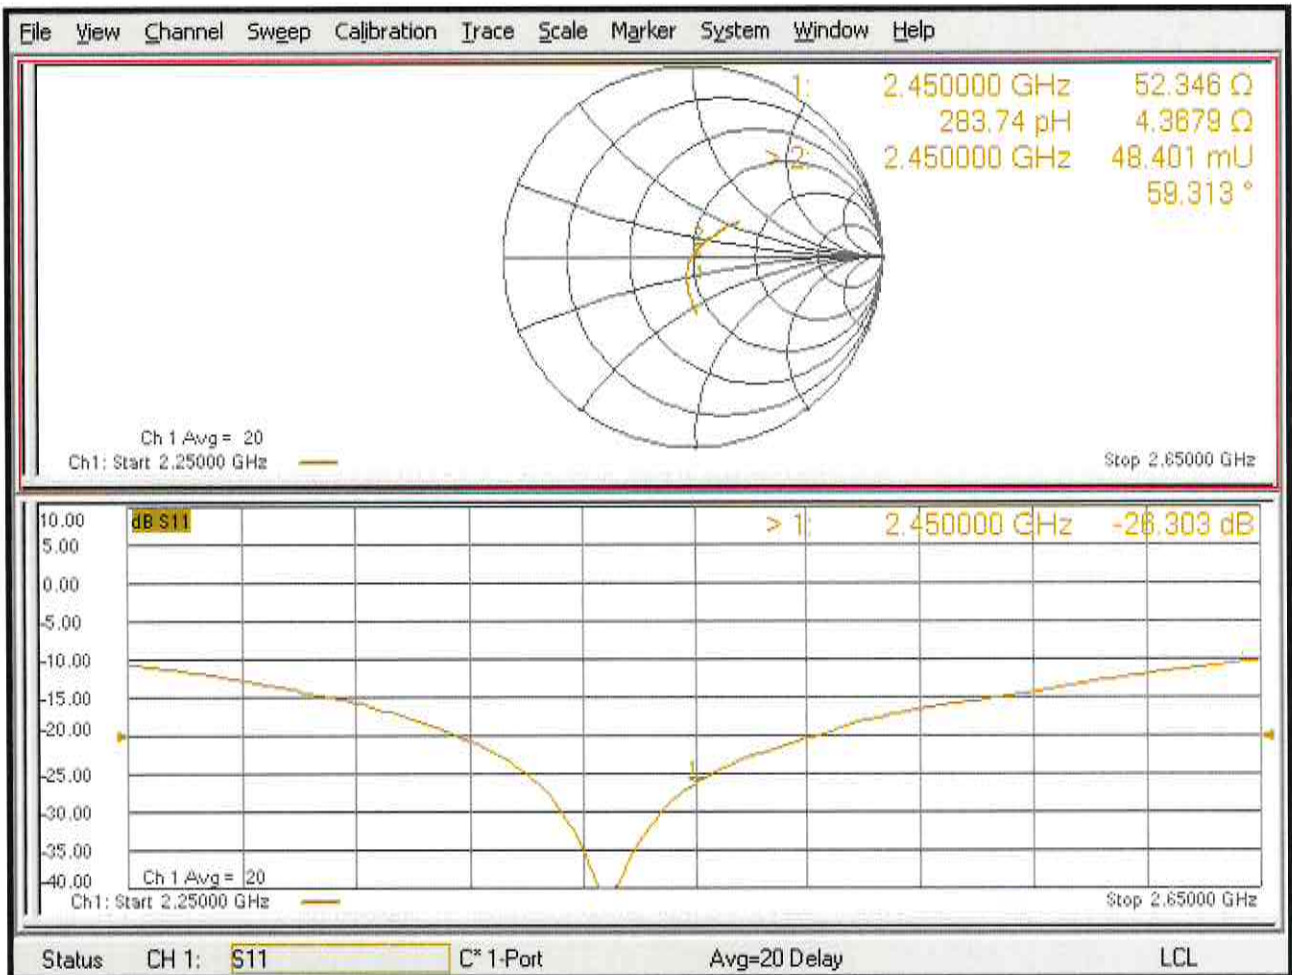 File View Channel Sweep Calibration Trace Scale Marker System Window Help
1: 2.450000 GHz 52.346 Ω
283.74 pH 4.3679 Ω
> 2: 2.450000 GHz 48.401 mU
59.313 °
2
1
Ch 1 Avg = 20
Ch1: Start 2.25000 GHz
Stop 2.65000 GHz
10.00
dB S11
> 1: 2.450000 GHz -26.303 dB
5.00
0.00
-5.00
-10.00
-15.00
-20.00
-25.00
1
-30.00
-35.00
-40.00
Ch 1 Avg = 20
Ch1: Start 2.25000 GHz
Stop 2.65000 GHz
Status CH 1: S11 C* 1-Port Avg=20 Delay LCL